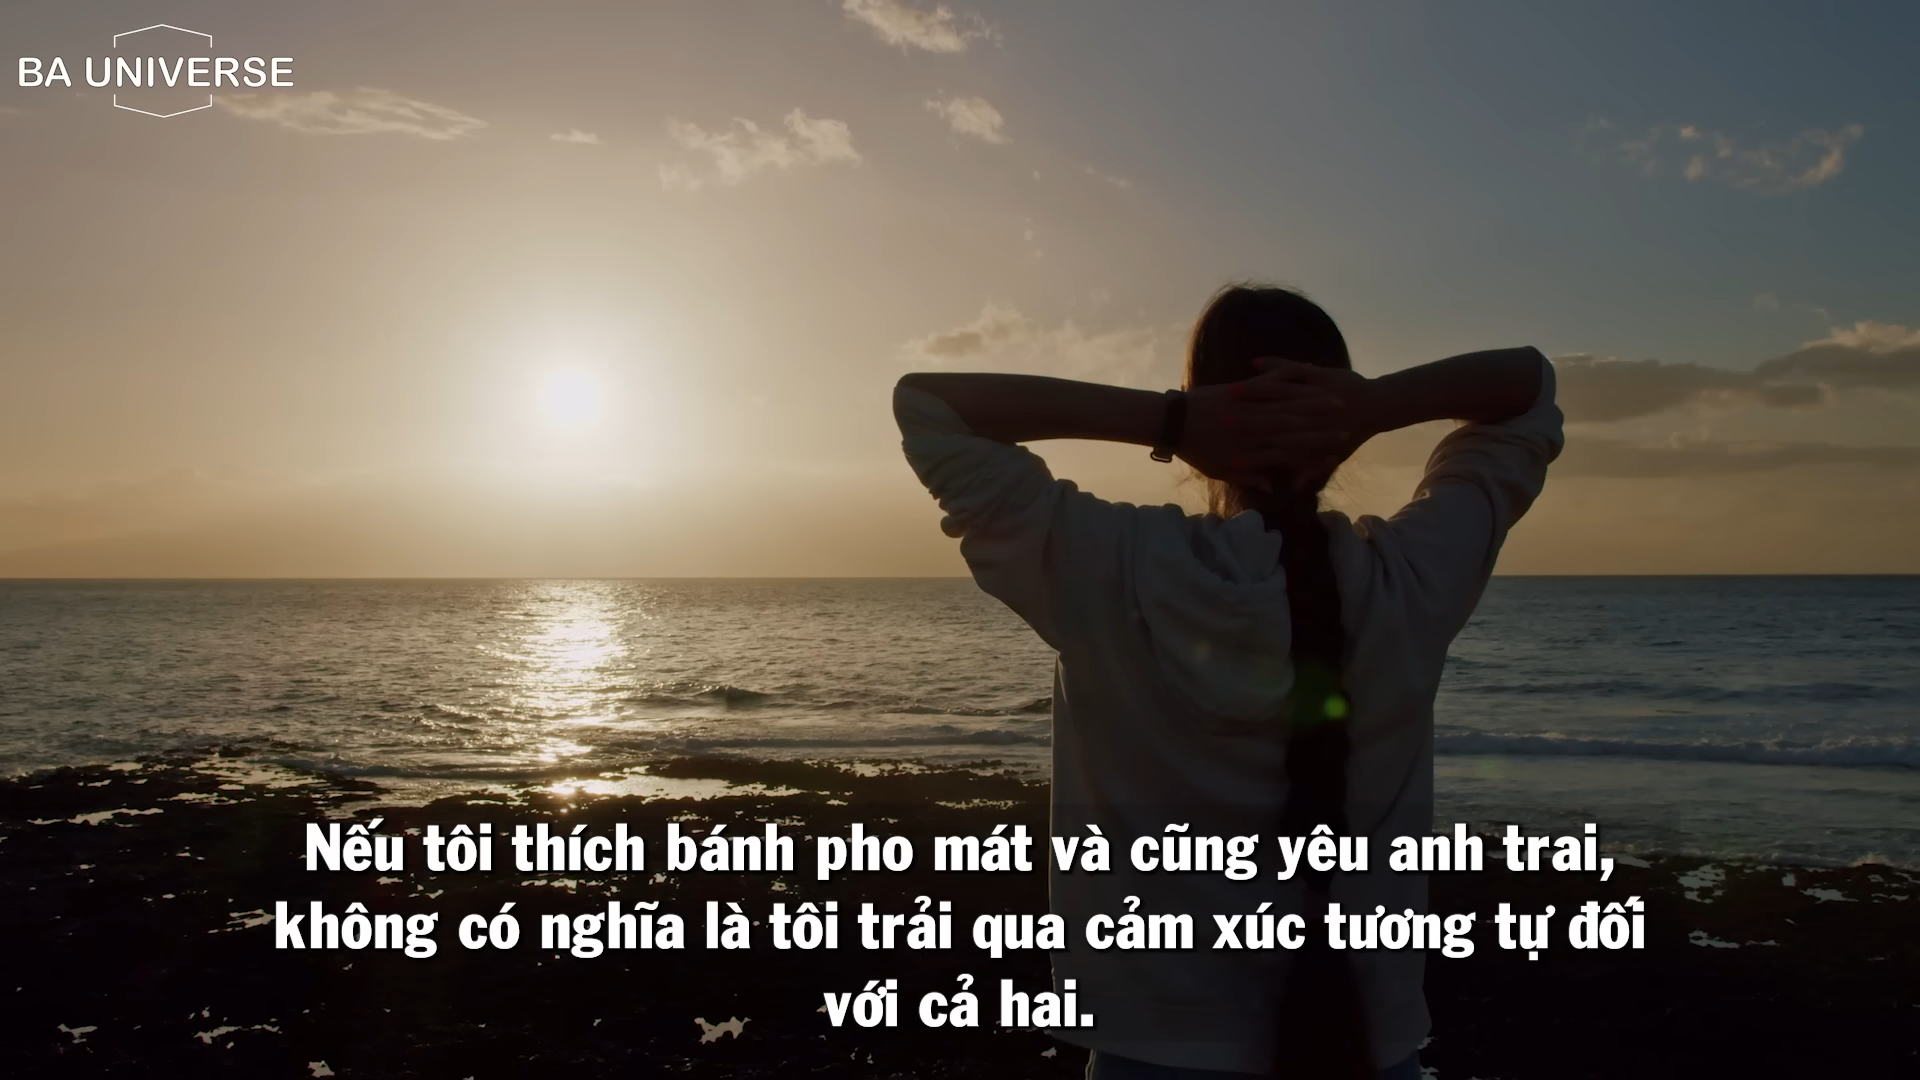 BA UNIVERSE
Nếu tôi thích bánh pho mát và cũng yêu anh trai,
không có nghĩa là tôi trải qua cảm xúc tương tự đối
với cả hai.